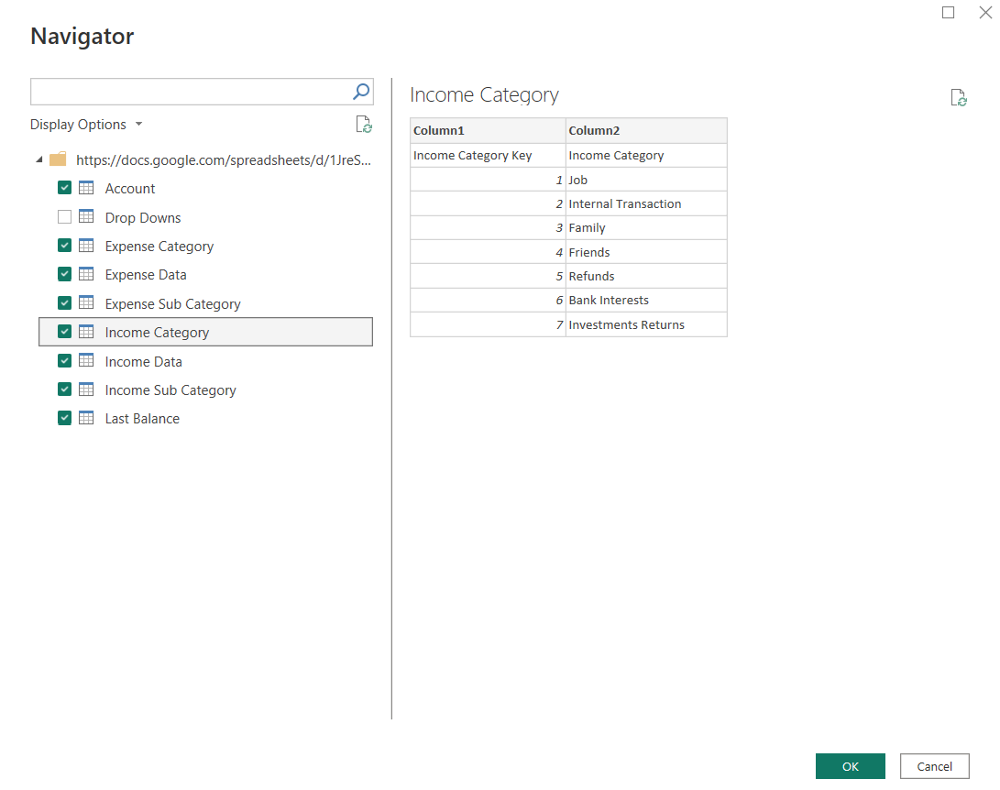 Navigator
Display Options
https://docs.google.com/spreadsheets/d/1JreS...
Account
Drop Downs
Expense Category
Expense Data
Expense Sub Category
Income Category
Income Data
Income Sub Category
Last Balance
Income Category
Column1 Column2
Income Category Key Income Category
1 Job
2 Internal Transaction
3 Family
4 Friends
5 Refunds
6 Bank Interests
7 Investments Returns
OK Cancel